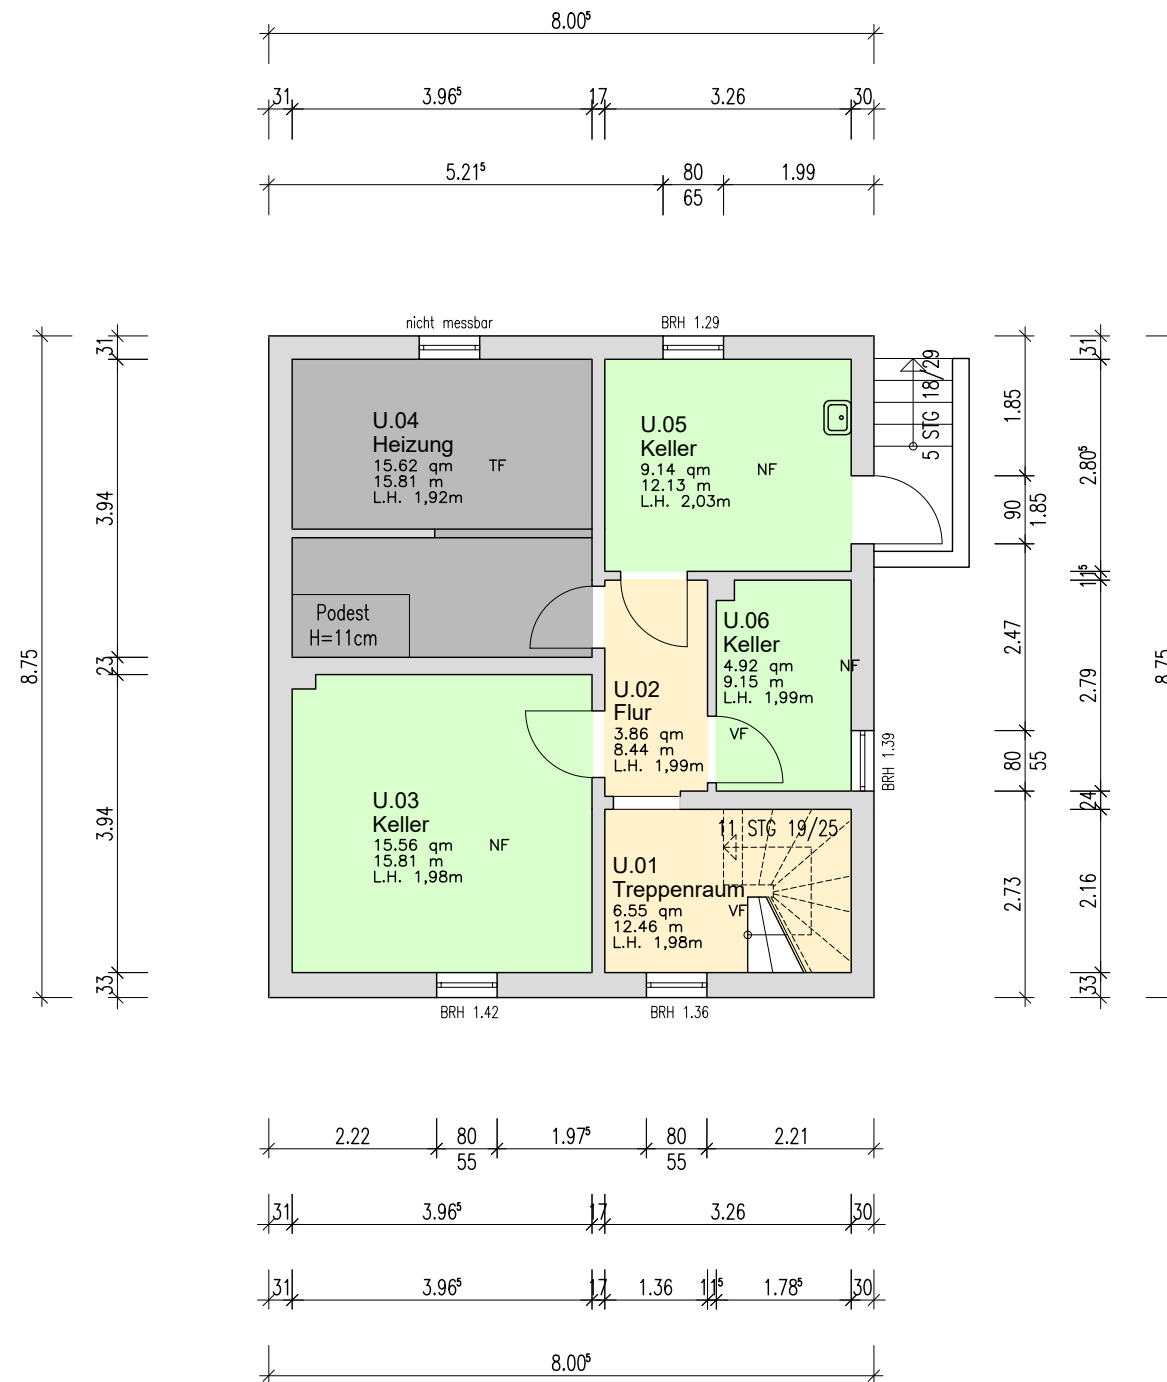 8.00⁵
31 3.96⁵ 17 3.26 30
5.21⁵ 80 1.99
65
nicht messbar
BRH 1.29
U.04
Heizung
15.62 qm TF
15.81 m
L.H. 1,92m
U.05
Keller
9.14 qm NF
12.13 m
L.H. 2,03m
5 STG 18/29
Podest
H=11cm
U.06
Keller
4.92 qm NF
9.15 m
L.H. 1,99m
U.02
Flur
3.86 qm VF
8.44 m
L.H. 1,99m
U.03
Keller
15.56 qm NF
15.81 m
L.H. 1,98m
11 STG 19/25
U.01
Treppenraum
6.55 qm VF
12.46 m
L.H. 1,98m
BRH 1.39
BRH 1.42
BRH 1.36
8.75
31
3.94
23
3.94
33
1.85
90
1.85
2.47
80
55
2.73
31
2.80⁵
11⁵
2.79
24
2.16
33
8.75
2.22 80 1.97⁵ 80 2.21
55 55
31 3.96⁵ 17 3.26 30
31 3.96⁵ 17 1.36 11⁵ 1.78⁵ 30
8.00⁵